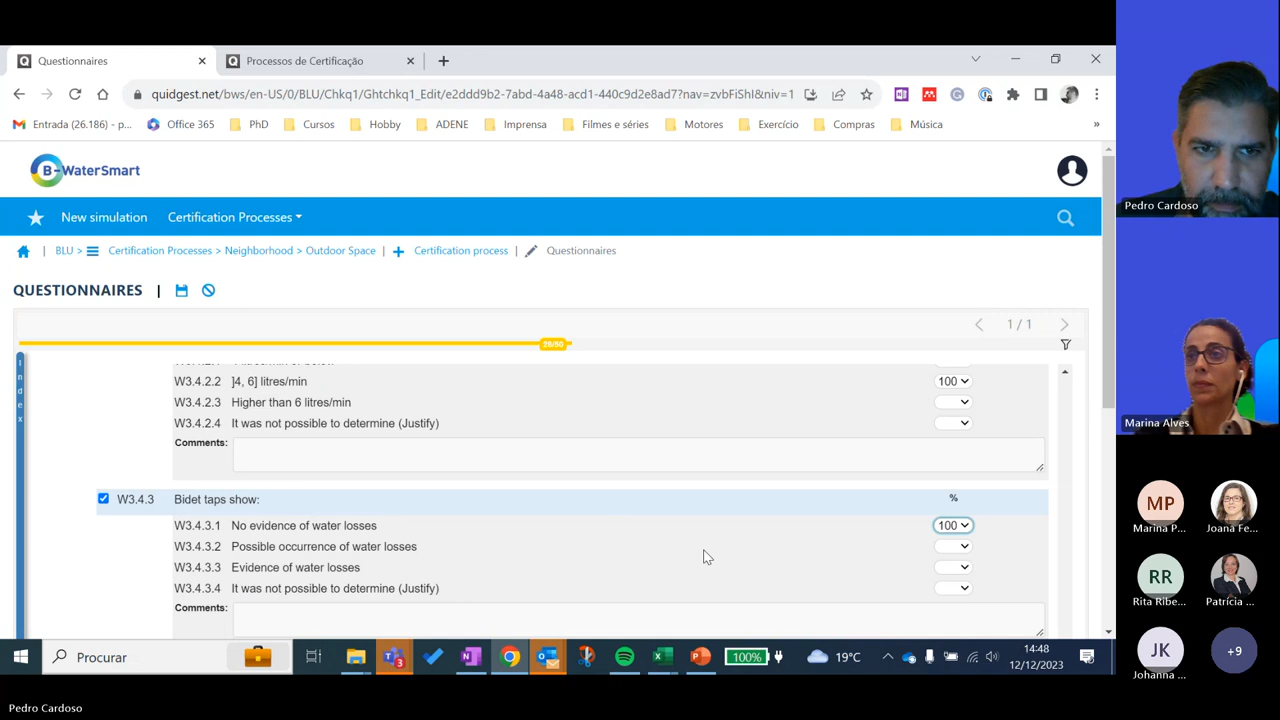 Questionnaires
Processos de Certificação
quidgest.net/bws/en-US/0/BLU/Chkq1/Ghtchkq1_Edit/e2ddd9b2-7abd-4a48-acd1-440c9d2e8ad7?nav=zvbFiShI&niv=1
Entrada (26.186) - p... Office 365 PhD Cursos Hobby ADENE Imprensa Filmes e séries Motores Exercício Compras Música »
B-WaterSmart
New simulation Certification Processes
BLU > Certification Processes > Neighborhood > Outdoor Space Certification process Questionnaires
QUESTIONNAIRES |
1 / 1
29/50
Index
W3.4.2.2 ]4, 6] litres/min 100
W3.4.2.3 Higher than 6 litres/min
W3.4.2.4 It was not possible to determine (Justify)
Comments:
W3.4.3 Bidet taps show: %
W3.4.3.1 No evidence of water losses 100
W3.4.3.2 Possible occurrence of water losses
W3.4.3.3 Evidence of water losses
W3.4.3.4 It was not possible to determine (Justify)
Comments:
Procurar
3
100%
19°C
14:48
12/12/2023
Pedro Cardoso
Marina Alves
MP
Marina P...
Joana Fe...
RR
Rita Ribe...
Patrícia ...
JK
Johanna ...
+9
Pedro Cardoso